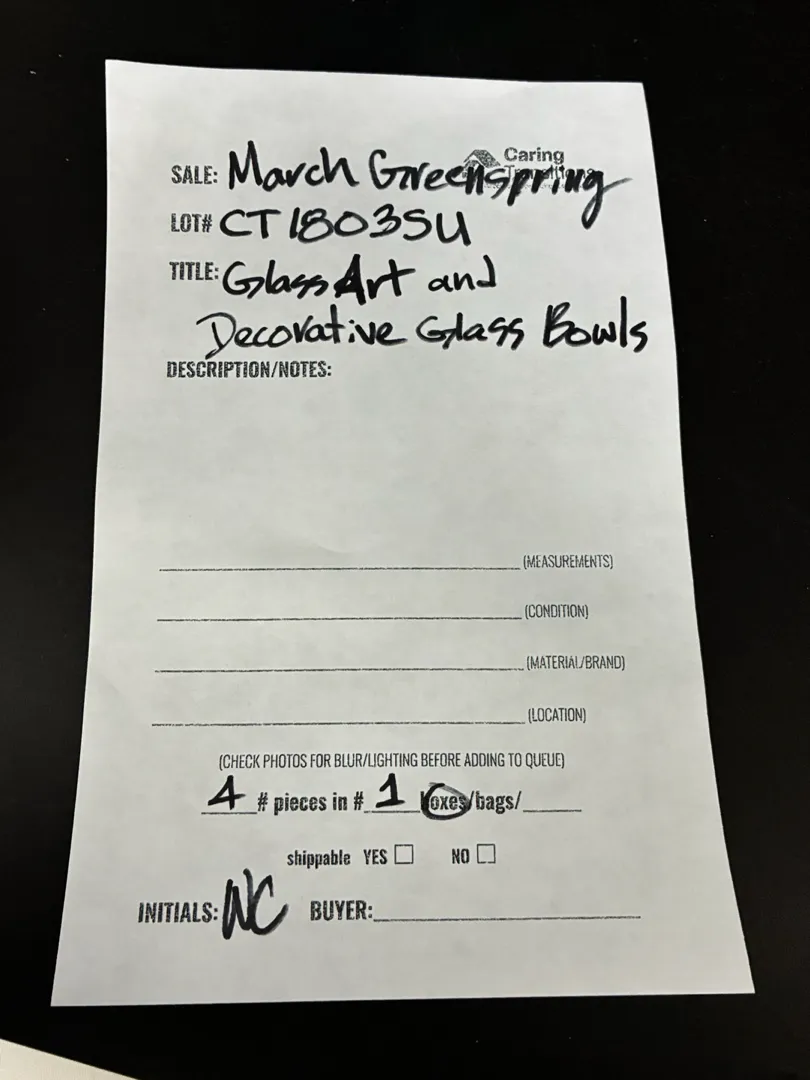 Caring
Transitions
SALE: March Greenspring
LOT# CT1803SU
TITLE: Glass Art and
Decorative Glass Bowls
DESCRIPTION/NOTES:
(MEASUREMENTS)
(CONDITION)
(MATERIAL/BRAND)
(LOCATION)
(CHECK PHOTOS FOR BLUR/LIGHTING BEFORE ADDING TO QUEUE)
4 # pieces in # 1 boxes/bags/
shippable YES NO
INITIALS: NC BUYER: